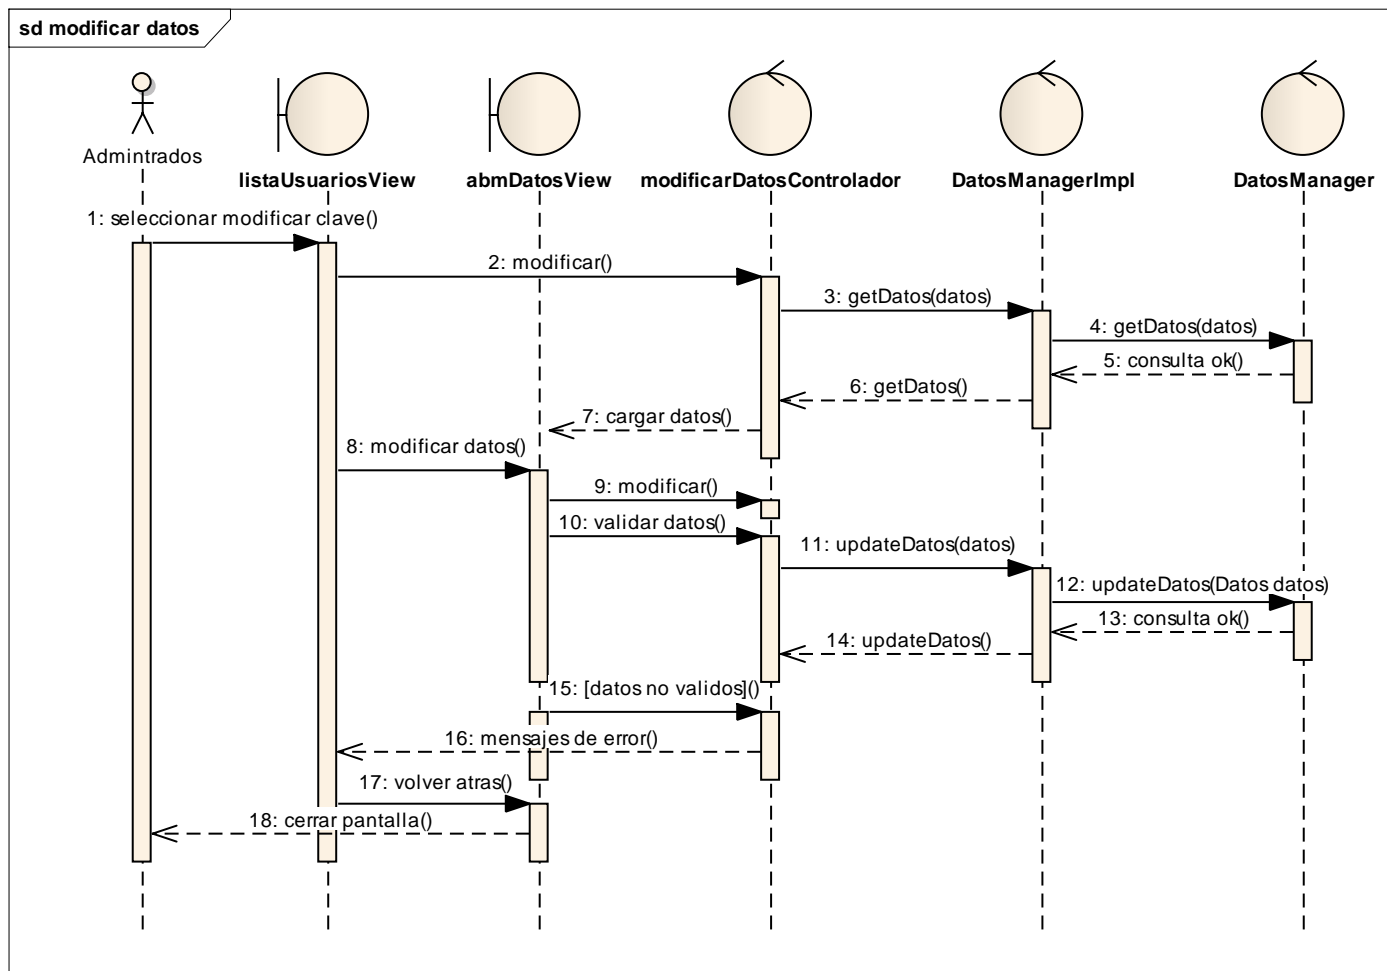 sd modificar datos
Admintrados
listaUsuariosView
abmDatosView
modificarDatosControlador
DatosManagerImpl
DatosManager
1: seleccionar modificar clave()
2: modificar()
3: getDatos(datos)
4: getDatos(datos)
5: consulta ok()
6: getDatos()
7: cargar datos()
8: modificar datos()
9: modificar()
10: validar datos()
11: updateDatos(datos)
12: updateDatos(Datos datos)
13: consulta ok()
14: updateDatos()
15: [datos no validos]()
16: mensajes de error()
17: volver atras()
18: cerrar pantalla()